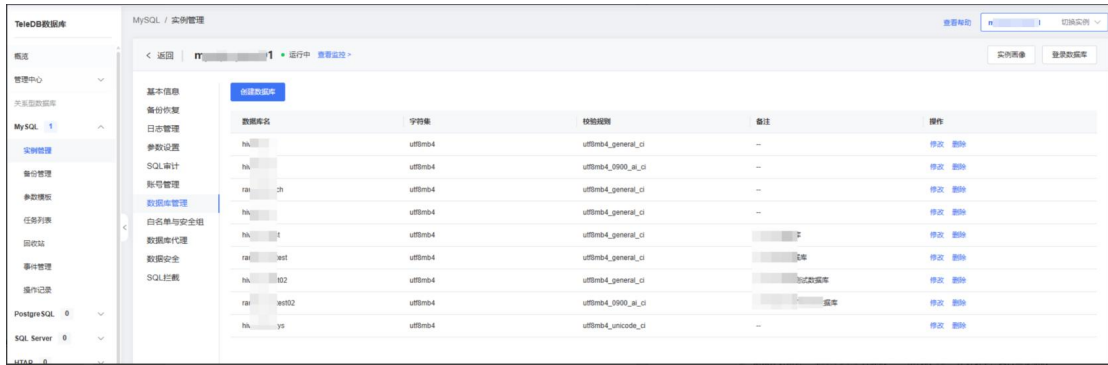 TeleDB数据库
MySQL / 实例管理
查看帮助
切换实例
概览
管理中心
关系型数据库
MySQL 1
实例管理
备份管理
参数模板
任务列表
回收站
事件管理
操作记录
PostgreSQL 0
SQL Server 0
HTAP 0
< 返回
运行中 查看监控 >
实例画像 登录数据库
基本信息
备份恢复
日志管理
参数设置
SQL审计
账号管理
数据库管理
白名单与安全组
数据库代理
数据安全
SQL拦截
创建数据库
数据库名 字符集 校验规则 备注 操作
utf8mb4 utf8mb4_general_ci -- 修改 删除
utf8mb4 utf8mb4_0900_ai_ci -- 修改 删除
utf8mb4 utf8mb4_general_ci -- 修改 删除
utf8mb4 utf8mb4_general_ci -- 修改 删除
utf8mb4 utf8mb4_general_ci 修改 删除
utf8mb4 utf8mb4_general_ci 修改 删除
utf8mb4 utf8mb4_general_ci 修改 删除
utf8mb4 utf8mb4_0900_ai_ci 修改 删除
utf8mb4 utf8mb4_unicode_ci -- 修改 删除